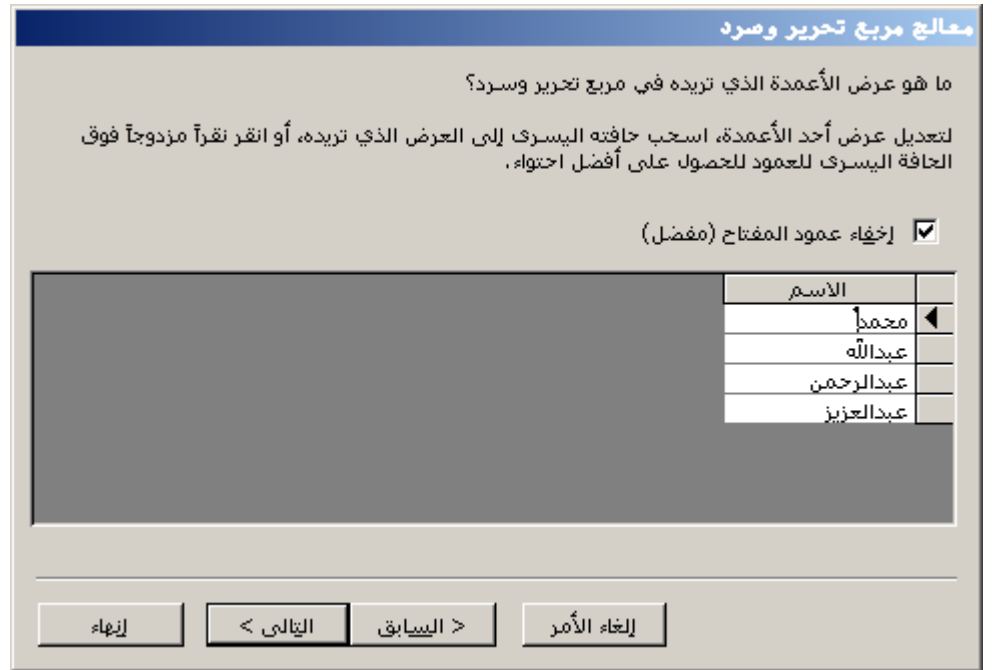 معالج مربع تحرير وسرد
ما هو عرض الأعمدة الذي تريده في مربع تحرير وسرد؟
لتعديل عرض أحد الأعمدة، اسحب حافته اليسرى إلى العرض الذي تريده، أو انقر نقرآ مزدوجآ فوق
الحافة اليسرى للعمود للحصول على أفضل احتواء.
إخفاء عمود المفتاح (مفضل)
الاسم
محمد
عبدالله
عبدالرحمن
عبدالعزيز
إلغاء الأمر
< السابق
التالي >
إنهاء